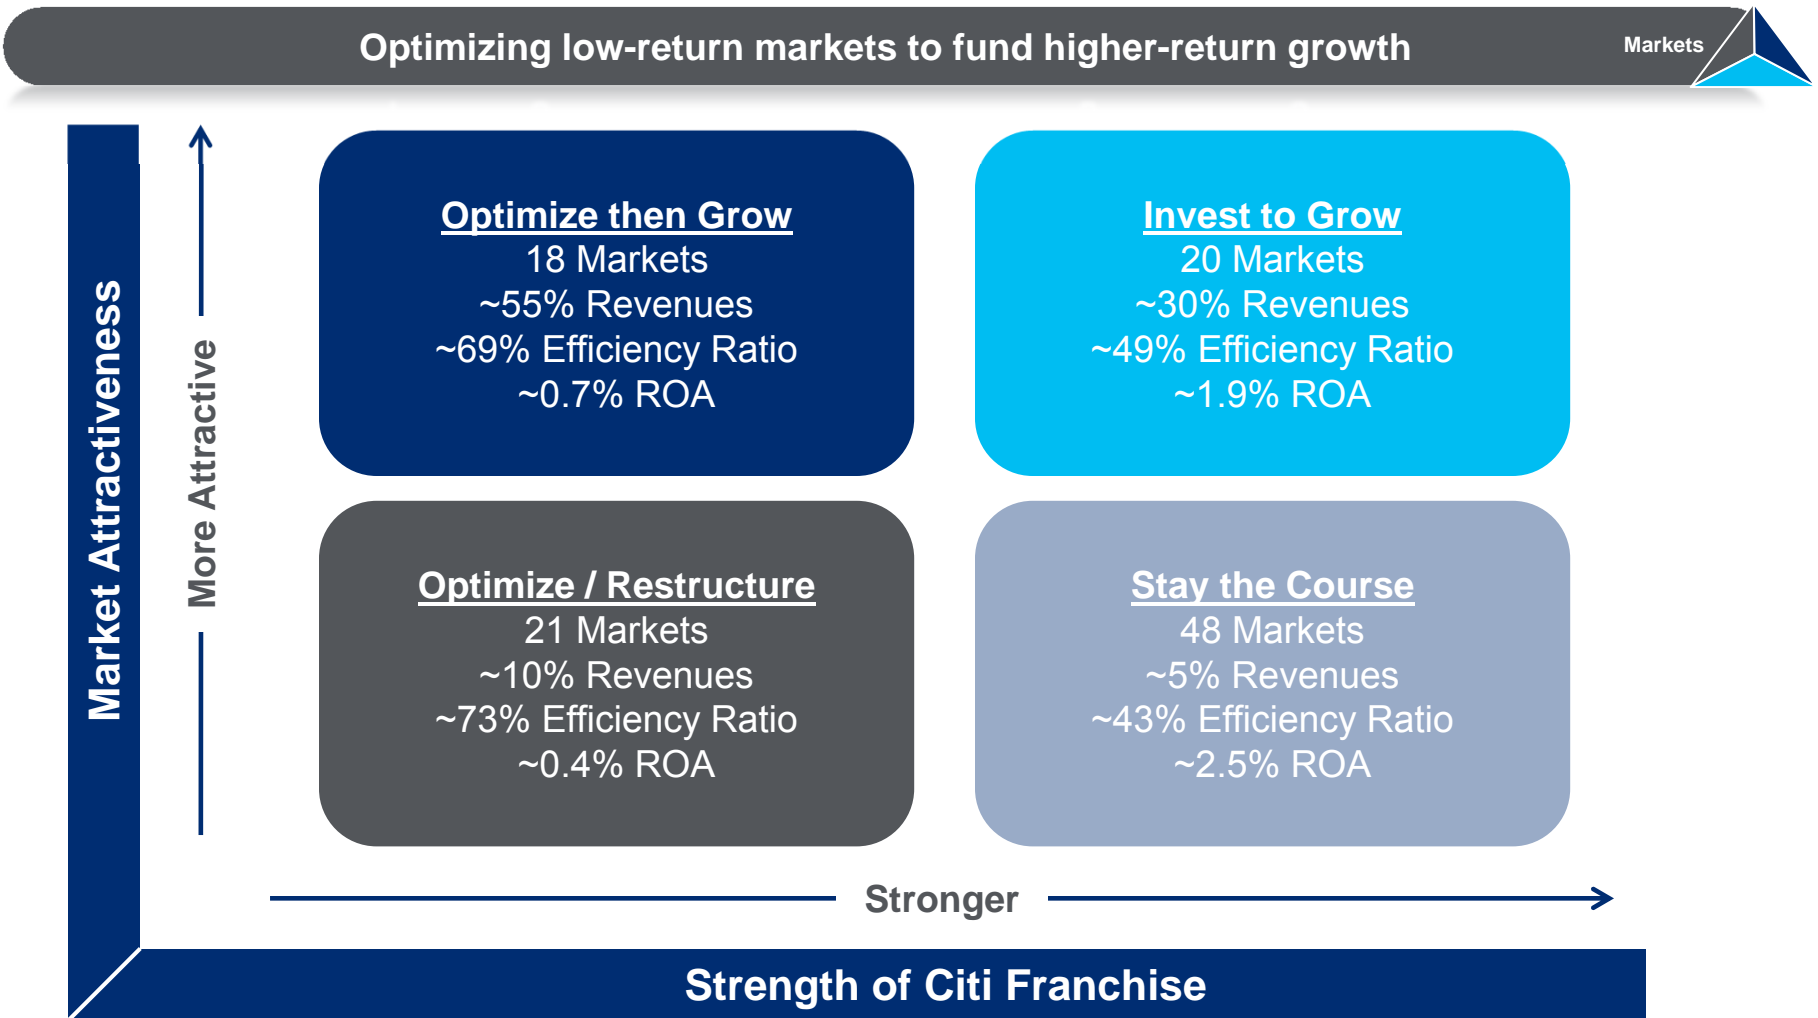 Optimizing low-return markets to fund higher-return growth
Markets
Market Attractiveness
More Attractive
Optimize then Grow
18 Markets
~55% Revenues
~69% Efficiency Ratio
~0.7% ROA
Invest to Grow
20 Markets
~30% Revenues
~49% Efficiency Ratio
~1.9% ROA
Optimize / Restructure
21 Markets
~10% Revenues
~73% Efficiency Ratio
~0.4% ROA
Stay the Course
48 Markets
~5% Revenues
~43% Efficiency Ratio
~2.5% ROA
Stronger
Strength of Citi Franchise